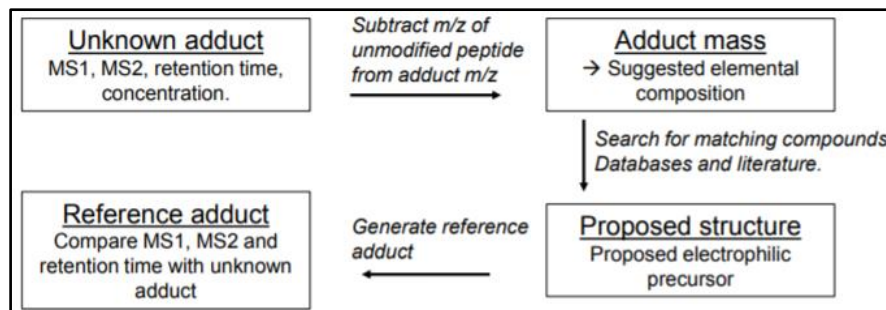 Unknown adduct
MS1, MS2, retention time,
concentration.
Subtract m/z of
unmodified peptide
from adduct m/z
Adduct mass
→ Suggested elemental
composition
Search for matching compounds
Databases and literature.
Proposed structure
Proposed electrophilic
precursor
Generate reference
adduct
Reference adduct
Compare MS1, MS2 and
retention time with unknown
adduct